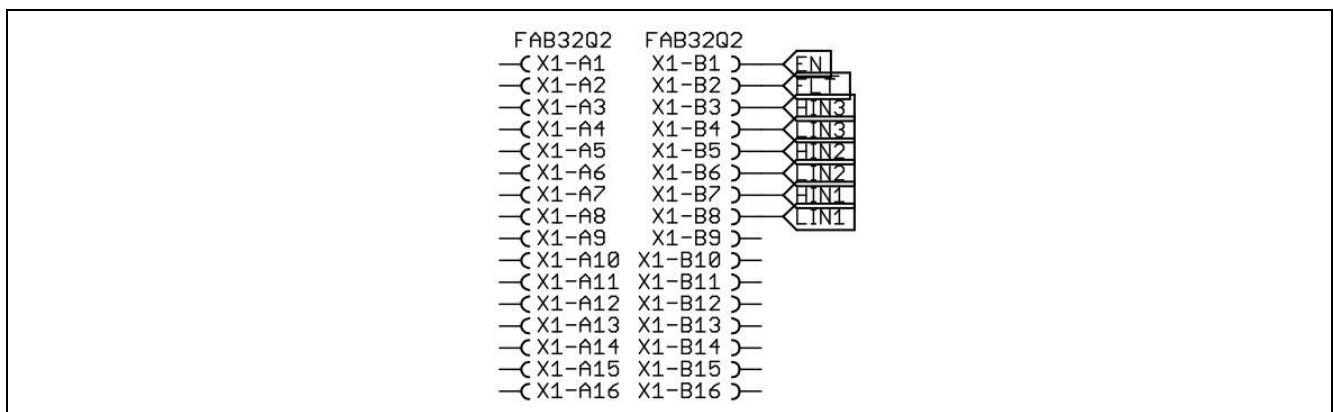 FAB32Q2 FAB32Q2
X1-A1 X1-B1 EN
X1-A2 X1-B2 FLT
X1-A3 X1-B3 HIN3
X1-A4 X1-B4 LIN3
X1-A5 X1-B5 HIN2
X1-A6 X1-B6 LIN2
X1-A7 X1-B7 HIN1
X1-A8 X1-B8 LIN1
X1-A9 X1-B9
X1-A10 X1-B10
X1-A11 X1-B11
X1-A12 X1-B12
X1-A13 X1-B13
X1-A14 X1-B14
X1-A15 X1-B15
X1-A16 X1-B16